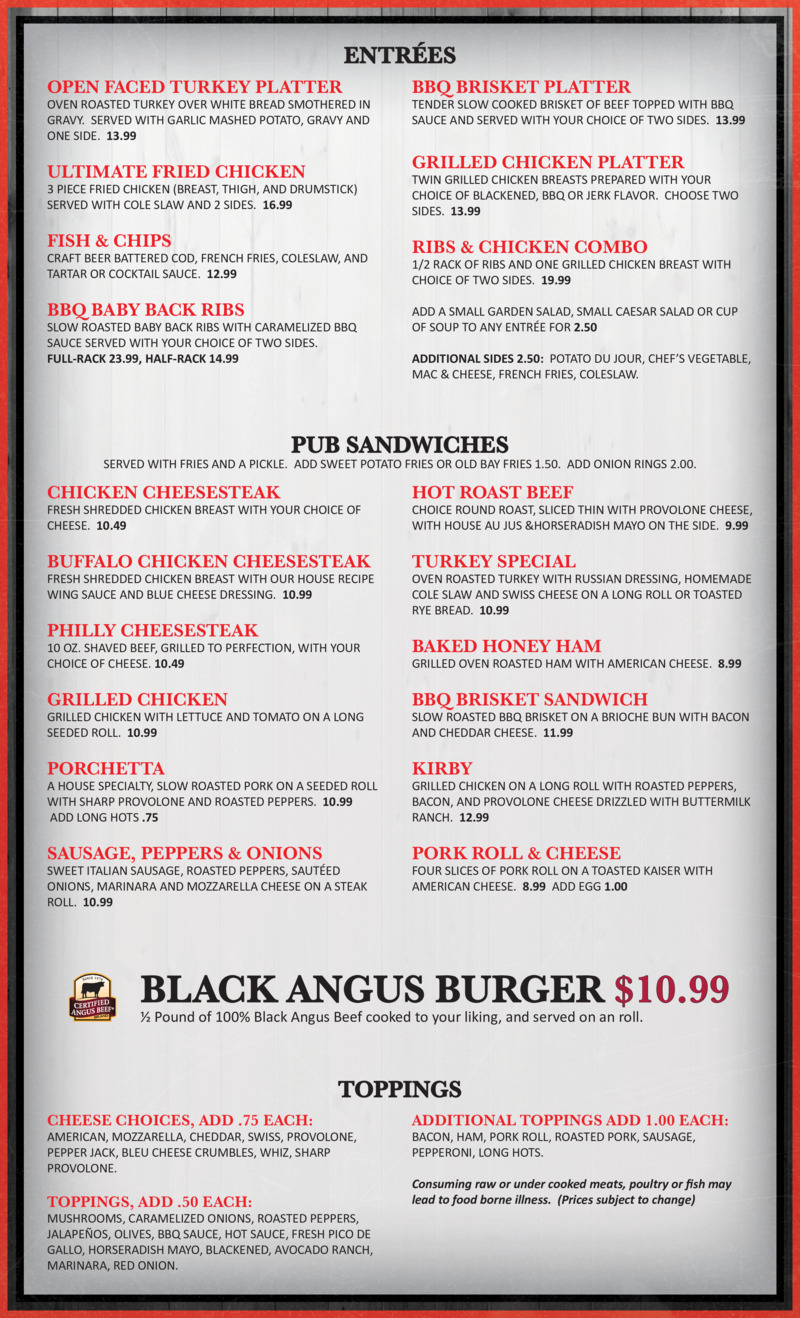 ENTRÉES
OPEN FACED TURKEY PLATTER
OVEN ROASTED TURKEY OVER WHITE BREAD SMOTHERED IN
GRAVY. SERVED WITH GARLIC MASHED POTATO, GRAVY AND
ONE SIDE. 13.99
ULTIMATE FRIED CHICKEN
3 PIECE FRIED CHICKEN (BREAST, THIGH, AND DRUMSTICK)
SERVED WITH COLE SLAW AND 2 SIDES. 16.99
FISH & CHIPS
CRAFT BEER BATTERED COD, FRENCH FRIES, COLESLAW, AND
TARTAR OR COCKTAIL SAUCE. 12.99
BBQ BABY BACK RIBS
SLOW ROASTED BABY BACK RIBS WITH CARAMELIZED BBQ
SAUCE SERVED WITH YOUR CHOICE OF TWO SIDES.
FULL-RACK 23.99, HALF-RACK 14.99
BBQ BRISKET PLATTER
TENDER SLOW COOKED BRISKET OF BEEF TOPPED WITH BBQ
SAUCE AND SERVED WITH YOUR CHOICE OF TWO SIDES. 13.99
GRILLED CHICKEN PLATTER
TWIN GRILLED CHICKEN BREASTS PREPARED WITH YOUR
CHOICE OF BLACKENED, BBQ OR JERK FLAVOR. CHOOSE TWO
SIDES. 13.99
RIBS & CHICKEN COMBO
1/2 RACK OF RIBS AND ONE GRILLED CHICKEN BREAST WITH
CHOICE OF TWO SIDES. 19.99
ADD A SMALL GARDEN SALAD, SMALL CAESAR SALAD OR CUP
OF SOUP TO ANY ENTRÉE FOR 2.50
ADDITIONAL SIDES 2.50: POTATO DU JOUR, CHEF'S VEGETABLE,
MAC & CHEESE, FRENCH FRIES, COLESLAW.
PUB SANDWICHES
SERVED WITH FRIES AND A PICKLE. ADD SWEET POTATO FRIES OR OLD BAY FRIES 1.50. ADD ONION RINGS 2.00.
CHICKEN CHEESESTEAK
FRESH SHREDDED CHICKEN BREAST WITH YOUR CHOICE OF
CHEESE. 10.49
BUFFALO CHICKEN CHEESESTEAK
FRESH SHREDDED CHICKEN BREAST WITH OUR HOUSE RECIPE
WING SAUCE AND BLUE CHEESE DRESSING. 10.99
PHILLY CHEESESTEAK
10 OZ. SHAVED BEEF, GRILLED TO PERFECTION, WITH YOUR
CHOICE OF CHEESE. 10.49
GRILLED CHICKEN
GRILLED CHICKEN WITH LETTUCE AND TOMATO ON A LONG
SEEDED ROLL. 10.99
PORCHETTA
A HOUSE SPECIALTY, SLOW ROASTED PORK ON A SEEDED ROLL
WITH SHARP PROVOLONE AND ROASTED PEPPERS. 10.99
ADD LONG HOTS .75
SAUSAGE, PEPPERS & ONIONS
SWEET ITALIAN SAUSAGE, ROASTED PEPPERS, SAUTÉED
ONIONS, MARINARA AND MOZZARELLA CHEESE ON A STEAK
ROLL. 10.99
HOT ROAST BEEF
CHOICE ROUND ROAST, SLICED THIN WITH PROVOLONE CHEESE,
WITH HOUSE AU JUS &HORSERADISH MAYO ON THE SIDE. 9.99
TURKEY SPECIAL
OVEN ROASTED TURKEY WITH RUSSIAN DRESSING, HOMEMADE
COLE SLAW AND SWISS CHEESE ON A LONG ROLL OR TOASTED
RYE BREAD. 10.99
BAKED HONEY HAM
GRILLED OVEN ROASTED HAM WITH AMERICAN CHEESE. 8.99
BBQ BRISKET SANDWICH
SLOW ROASTED BBQ BRISKET ON A BRIOCHE BUN WITH BACON
AND CHEDDAR CHEESE. 11.99
KIRBY
GRILLED CHICKEN ON A LONG ROLL WITH ROASTED PEPPERS,
BACON, AND PROVOLONE CHEESE DRIZZLED WITH BUTTERMILK
RANCH. 12.99
PORK ROLL & CHEESE
FOUR SLICES OF PORK ROLL ON A TOASTED KAISER WITH
AMERICAN CHEESE. 8.99 ADD EGG 1.00
SINCE 1978
CERTIFIED
ANGUS BEEF
BLACK ANGUS BURGER $10.99
½ Pound of 100% Black Angus Beef cooked to your liking, and served on an roll.
TOPPINGS
CHEESE CHOICES, ADD .75 EACH:
AMERICAN, MOZZARELLA, CHEDDAR, SWISS, PROVOLONE,
PEPPER JACK, BLEU CHEESE CRUMBLES, WHIZ, SHARP
PROVOLONE.
TOPPINGS, ADD .50 EACH:
MUSHROOMS, CARAMELIZED ONIONS, ROASTED PEPPERS,
JALAPEÑOS, OLIVES, BBQ SAUCE, HOT SAUCE, FRESH PICO DE
GALLO, HORSERADISH MAYO, BLACKENED, AVOCADO RANCH,
MARINARA, RED ONION.
ADDITIONAL TOPPINGS ADD 1.00 EACH:
BACON, HAM, PORK ROLL, ROASTED PORK, SAUSAGE,
PEPPERONI, LONG HOTS.
Consuming raw or under cooked meats, poultry or fish may
lead to food borne illness. (Prices subject to change)